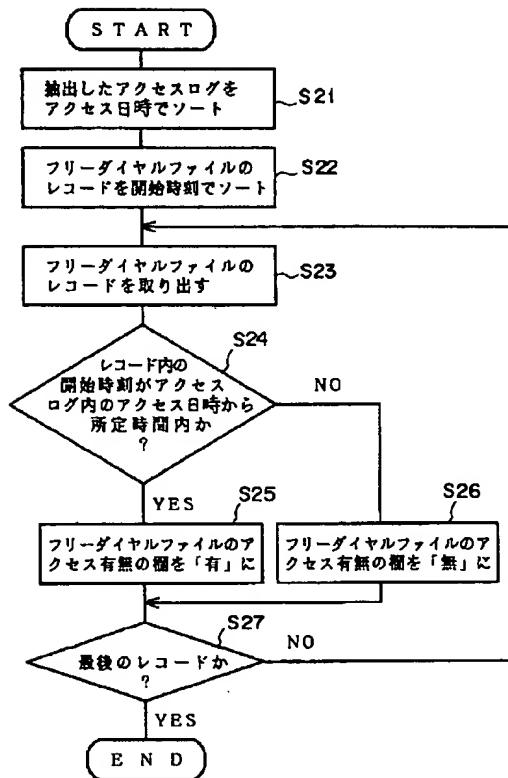 START
抽出したアクセスログを
アクセス日時でソート
S21
フリーダイヤルファイルの
レコードを開始時刻でソート
S22
フリーダイヤルファイルの
レコードを取り出す
S23
S24
レコード内の
開始時刻がアクセス
ログ内のアクセス日時から
所定時間内か
?
NO
YES
S25
フリーダイヤルファイルのア
クセス有無の欄を「有」に
S26
フリーダイヤルファイルのア
クセス有無の欄を「無」に
S27
最後のレコードか
?
NO
YES
END